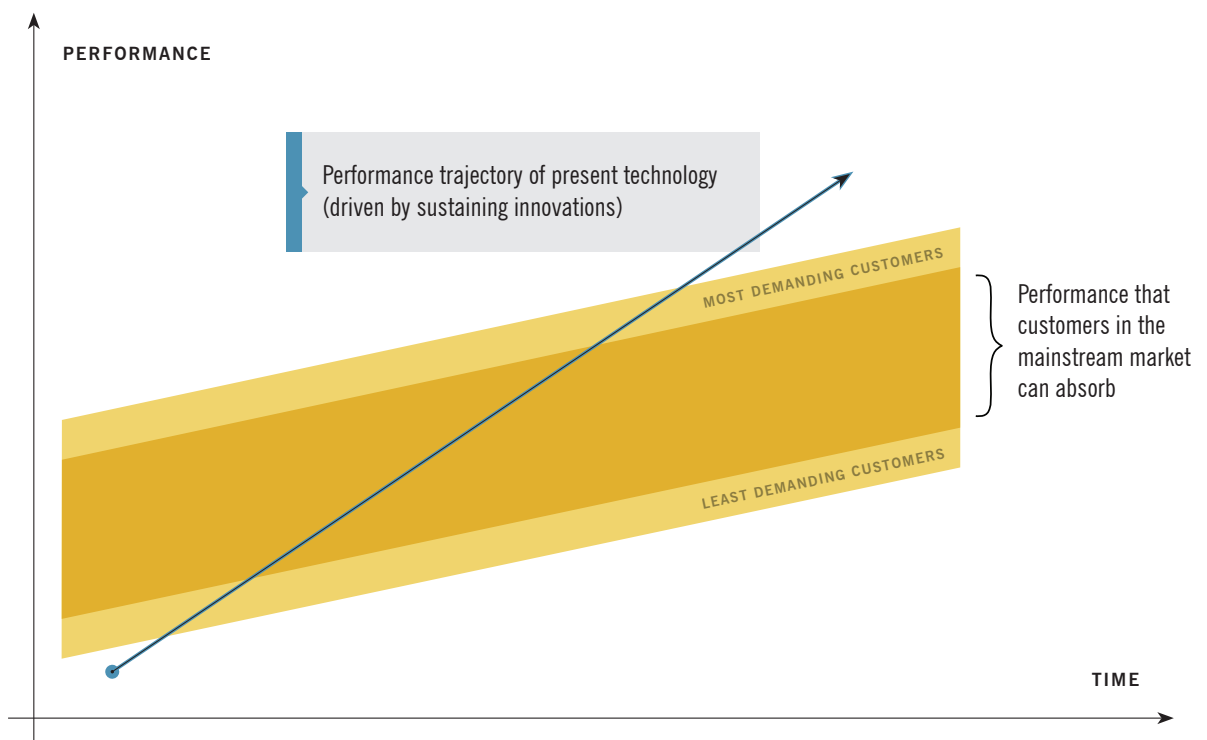 PERFORMANCE
Performance trajectory of present technology
(driven by sustaining innovations)
MOST DEMANDING CUSTOMERS
Performance that
customers in the
mainstream market
can absorb
LEAST DEMANDING CUSTOMERS
TIME